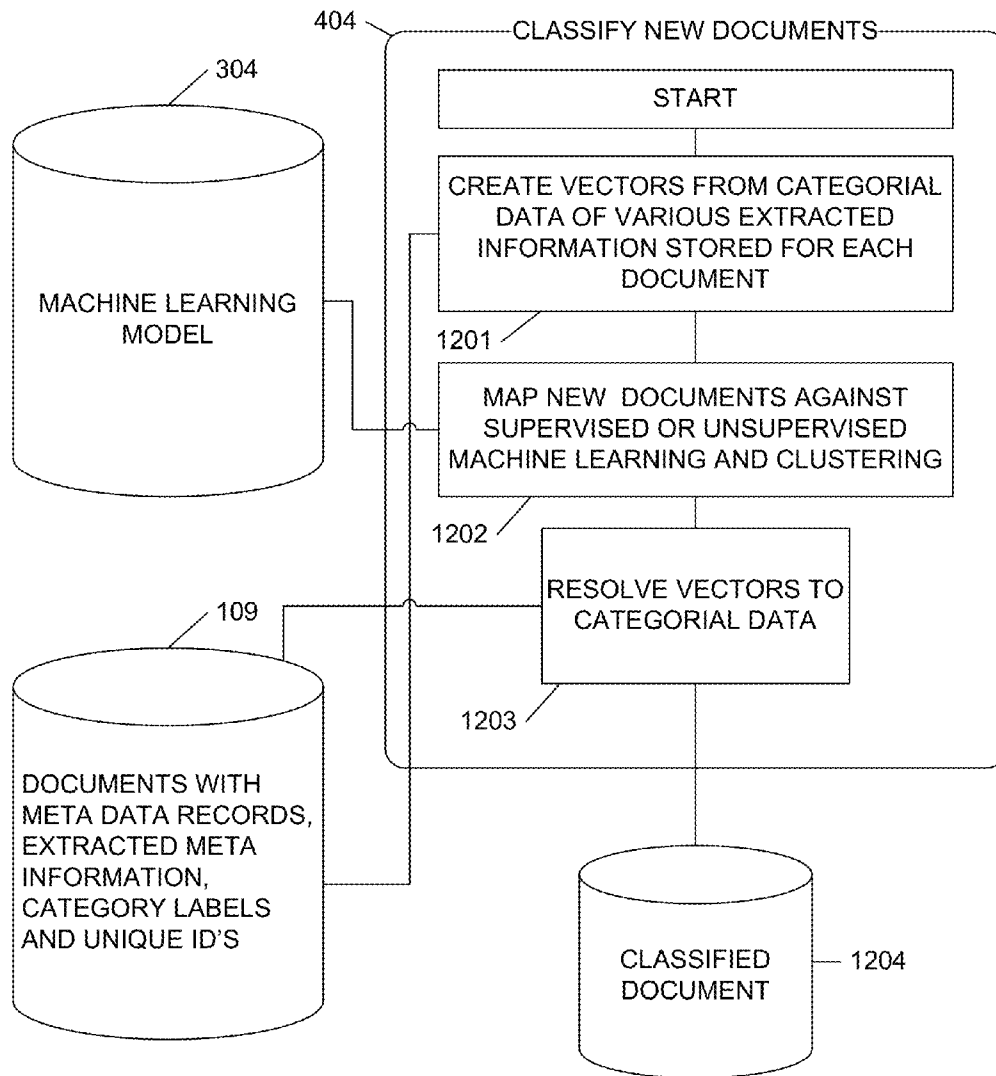 404
CLASSIFY NEW DOCUMENTS
304
START
MACHINE LEARNING
MODEL
CREATE VECTORS FROM CATEGORIAL
DATA OF VARIOUS EXTRACTED
INFORMATION STORED FOR EACH
DOCUMENT
1201
MAP NEW DOCUMENTS AGAINST
SUPERVISED OR UNSUPERVISED
MACHINE LEARNING AND CLUSTERING
1202
109
RESOLVE VECTORS TO
CATEGORIAL DATA
1203
DOCUMENTS WITH
META DATA RECORDS,
EXTRACTED META
INFORMATION,
CATEGORY LABELS
AND UNIQUE ID'S
CLASSIFIED
DOCUMENT
1204